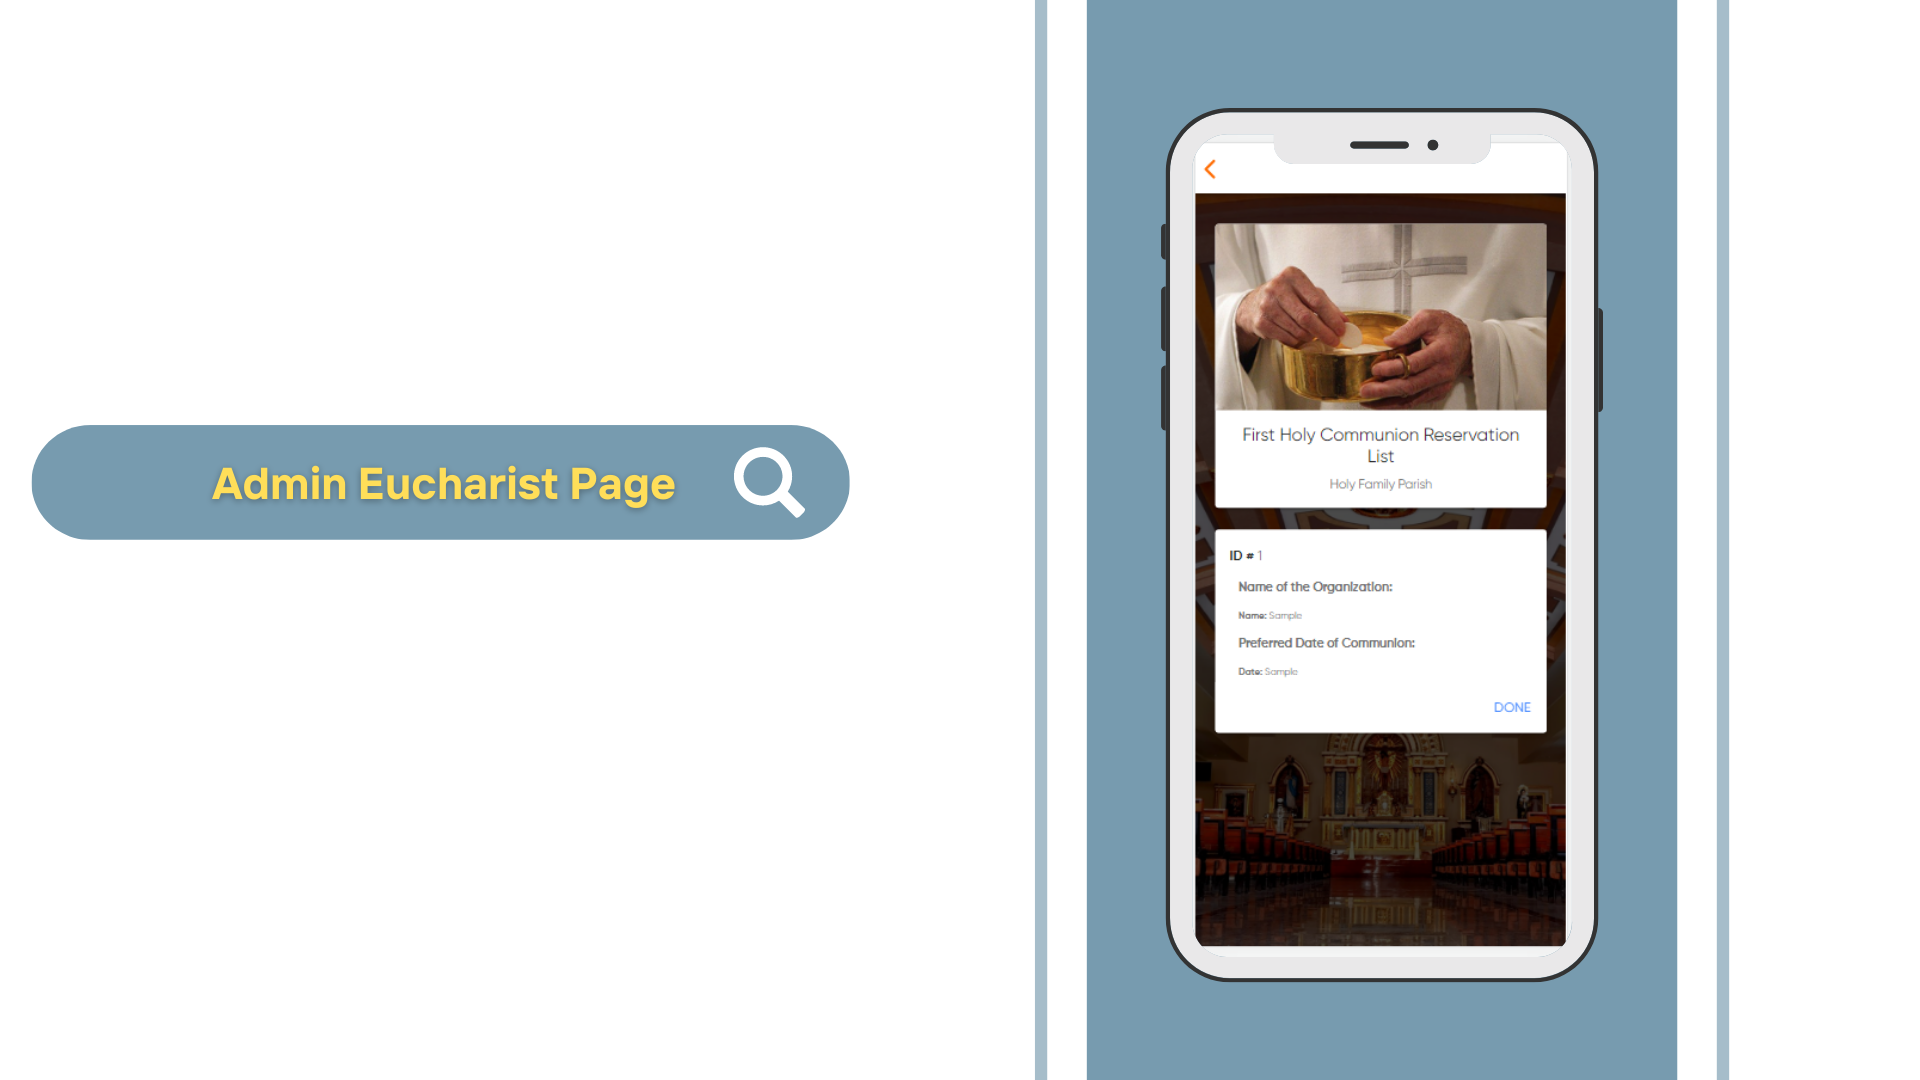 Admin Eucharist Page
First Holy Communion Reservation
List
Holy Family Parish
ID # 1
Name of the Organization:
Name: Sample
Preferred Date of Communion:
Date: Sample
DONE